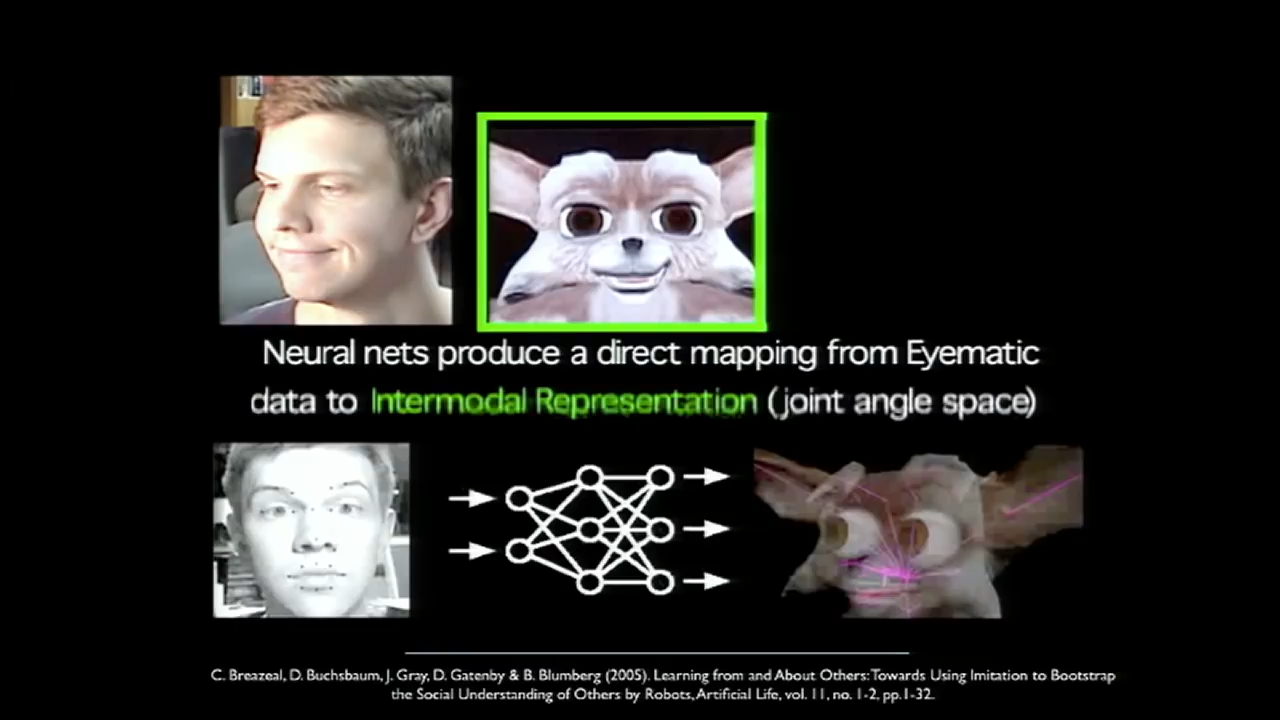 Neural nets produce a direct mapping from Eyematic
data to Intermodal Representation (joint angle space)
C. Breazeal, D. Buchsbaum, J. Gray, D. Gatenby & B. Blumberg (2005). Learning from and About Others: Towards Using Imitation to Bootstrap
the Social Understanding of Others by Robots, Artificial Life, vol. 11, no. 1-2, pp.1-32.